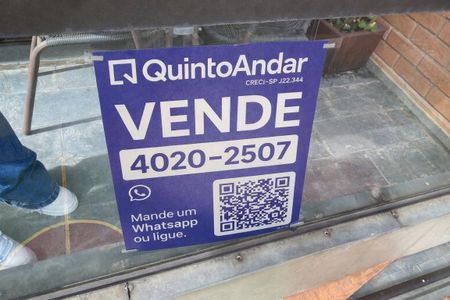 QuintoAndar
CRECI-SP J22.344
VENDE
4020-2507
Mande um
Whatsapp
ou ligue.